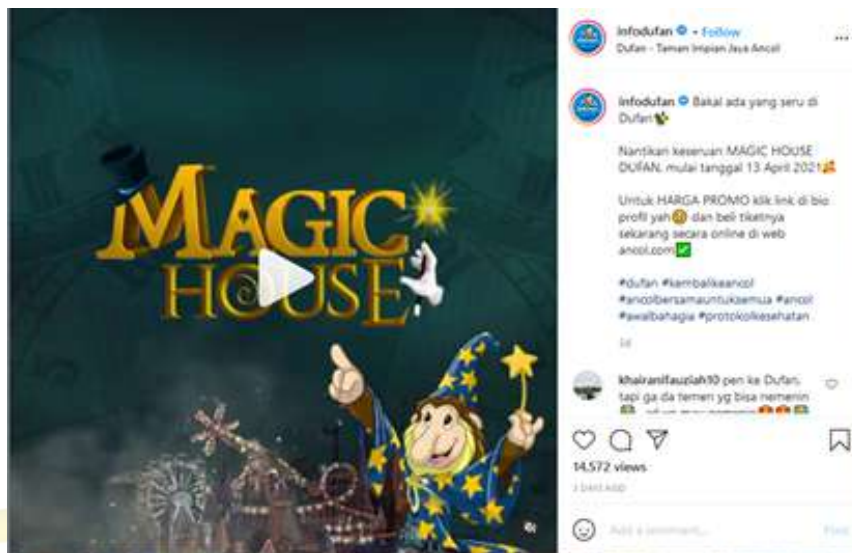 MAGIC
HOUSE
infodufan • Follow
Dufan - Taman Impian Jaya Ancol
infodufan Bakal ada yang seru di
Dufan
Nantikan keseruan MAGIC HOUSE
DUFAN, mulai tanggal 13 April 2021
Untuk HARGA PROMO klik link di bio
profil yah dan beli tiketnya
sekarang secara online di web
ancol.com
#dufan #kembalikeancol
#ancolbersamauntuksemua #ancol
#awalbahagia #protokolkesehatan
khairanifauziah10 pen ke Dufan,
tapi ga da temen yg bisa nemenin
14,572 views
3 DAYS AGO
Add a comment...
Post